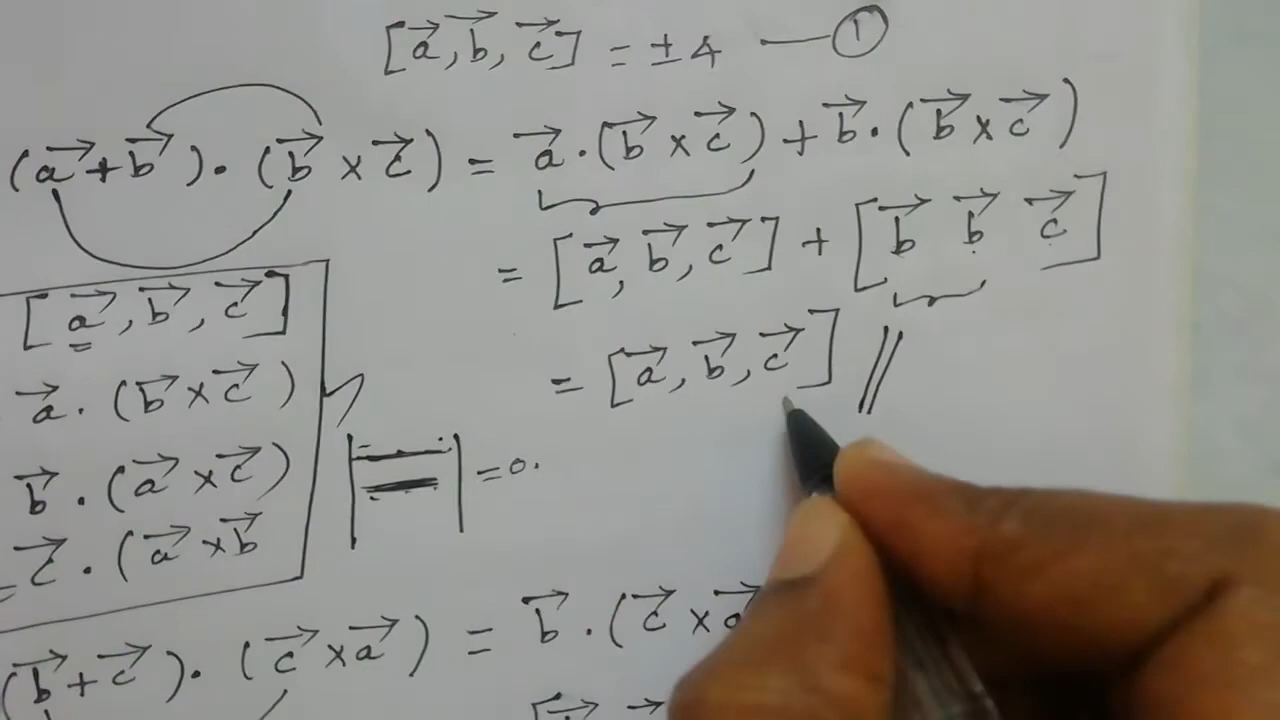 [a⃗, b⃗, c⃗] = ±4 — ①
(a⃗+b⃗)·(b⃗×c⃗) = a⃗·(b⃗×c⃗)+b⃗·(b⃗×c⃗)
= [a⃗, b⃗, c⃗] + [b⃗ b⃗ c⃗]
= [a⃗, b⃗, c⃗] //
[a⃗, b⃗, c⃗]
a⃗·(b⃗×c⃗)
b⃗·(a⃗×c⃗)
= c⃗·(a⃗×b⃗
=0.
(b⃗+c⃗)·(c⃗×a⃗) = b⃗·(c⃗×a⃗